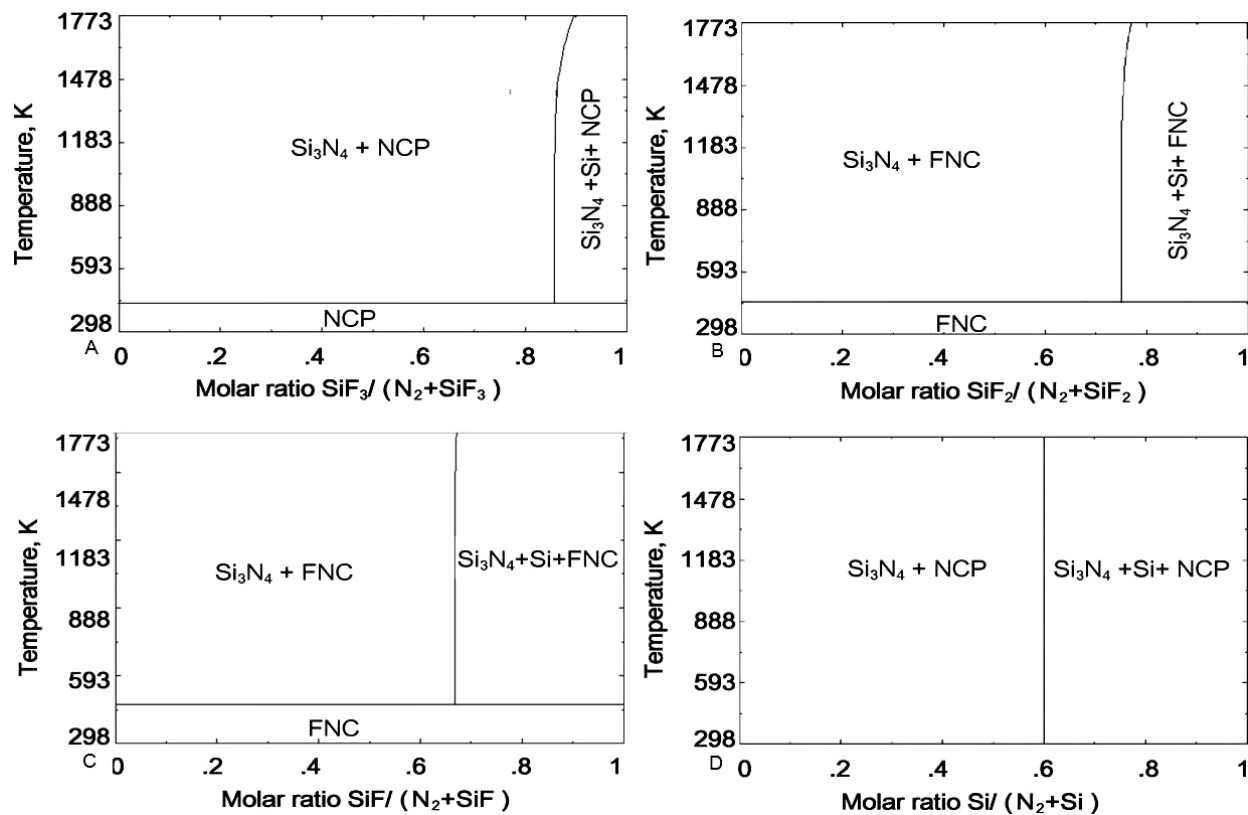 1773
1478
1183
888
593
298
Temperature, K
Si₃N₄ + NCP
Si₃N₄ +Si+ NCP
NCP
A
0 .2 .4 .6 .8 1
Molar ratio SiF₃/ (N₂+SiF₃ )
1773
1478
1183
888
593
298
Temperature, K
Si₃N₄ + FNC
Si₃N₄ +Si+ FNC
FNC
B
0 .2 .4 .6 .8 1
Molar ratio SiF₂/ (N₂+SiF₂ )
1773
1478
1183
888
593
298
Temperature, K
Si₃N₄ + FNC
Si₃N₄+Si+FNC
FNC
C
0 .2 .4 .6 .8 1
Molar ratio SiF/ (N₂+SiF)
1773
1478
1183
888
593
298
Temperature, K
Si₃N₄ + NCP
Si₃N₄ +Si+ NCP
D
0 .2 .4 .6 .8 1
Molar ratio Si/ (N₂+Si)